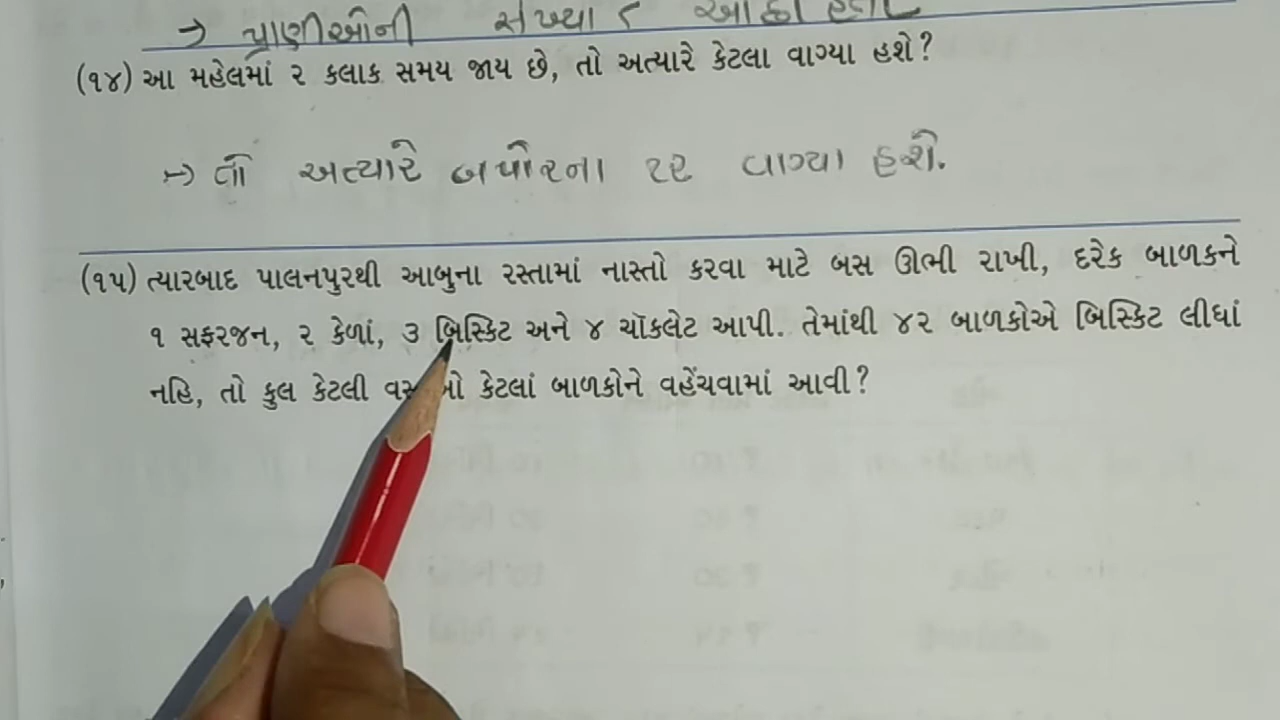 → પ્રાણીઓની સંખ્યા
(૧૪) આ મહેલમાં ૨ કલાક સમય જાય છે, તો અત્યારે કેટલા વાગ્યા હશે?
→ તો અત્યારે બપોરના ૨૨ વાગ્યા હશે.
(૧૫) ત્યારબાદ પાલનપુરથી આબુના રસ્તામાં નાસ્તો કરવા માટે બસ ઊભી રાખી, દરેક બાળકને
૧ સફરજન, ૨ કેળાં, ૩ બિસ્કિટ અને ૪ ચૉકલેટ આપી. તેમાંથી ૪૨ બાળકોએ બિસ્કિટ લીધાં
નહિ, તો કુલ કેટલી કેટલાં બાળકોને વહેંચવામાં આવી?